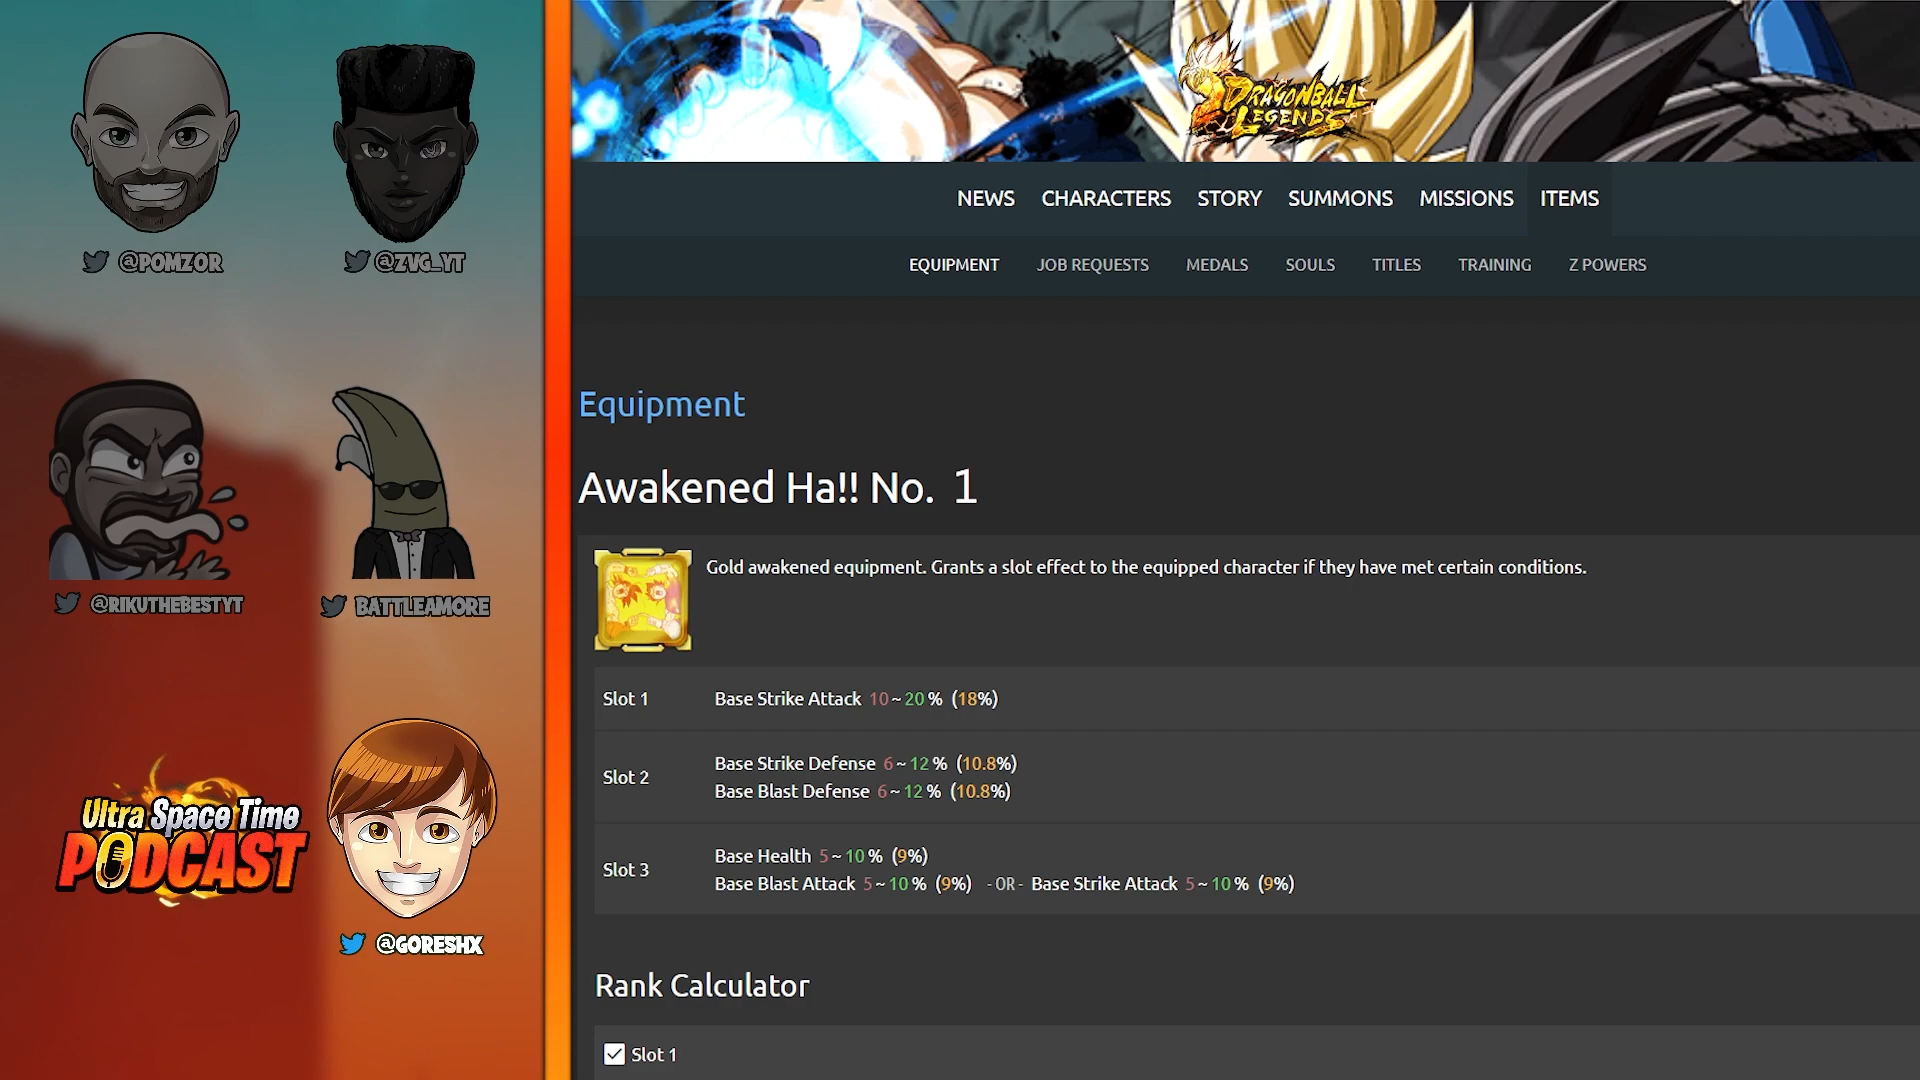 @POMZOR
@ZVG_YT
@RIKUTHEBESTYT
BATTLEAMORE
Ultra Space Time
PODCAST
@GORESHX
DRAGONBALL
LEGENDS
NEWS CHARACTERS STORY SUMMONS MISSIONS ITEMS
EQUIPMENT JOB REQUESTS MEDALS SOULS TITLES TRAINING Z POWERS
Equipment
Awakened Ha!! No. 1
Gold awakened equipment. Grants a slot effect to the equipped character if they have met certain conditions.
Slot 1 Base Strike Attack 10 ~ 20 % (18%)
Slot 2
Base Strike Defense 6 ~ 12 % (10.8%)
Base Blast Defense 6 ~ 12 % (10.8%)
Slot 3
Base Health 5 ~ 10 % (9%)
Base Blast Attack 5 ~ 10 % (9%) - OR - Base Strike Attack 5 ~ 10 % (9%)
Rank Calculator
Slot 1